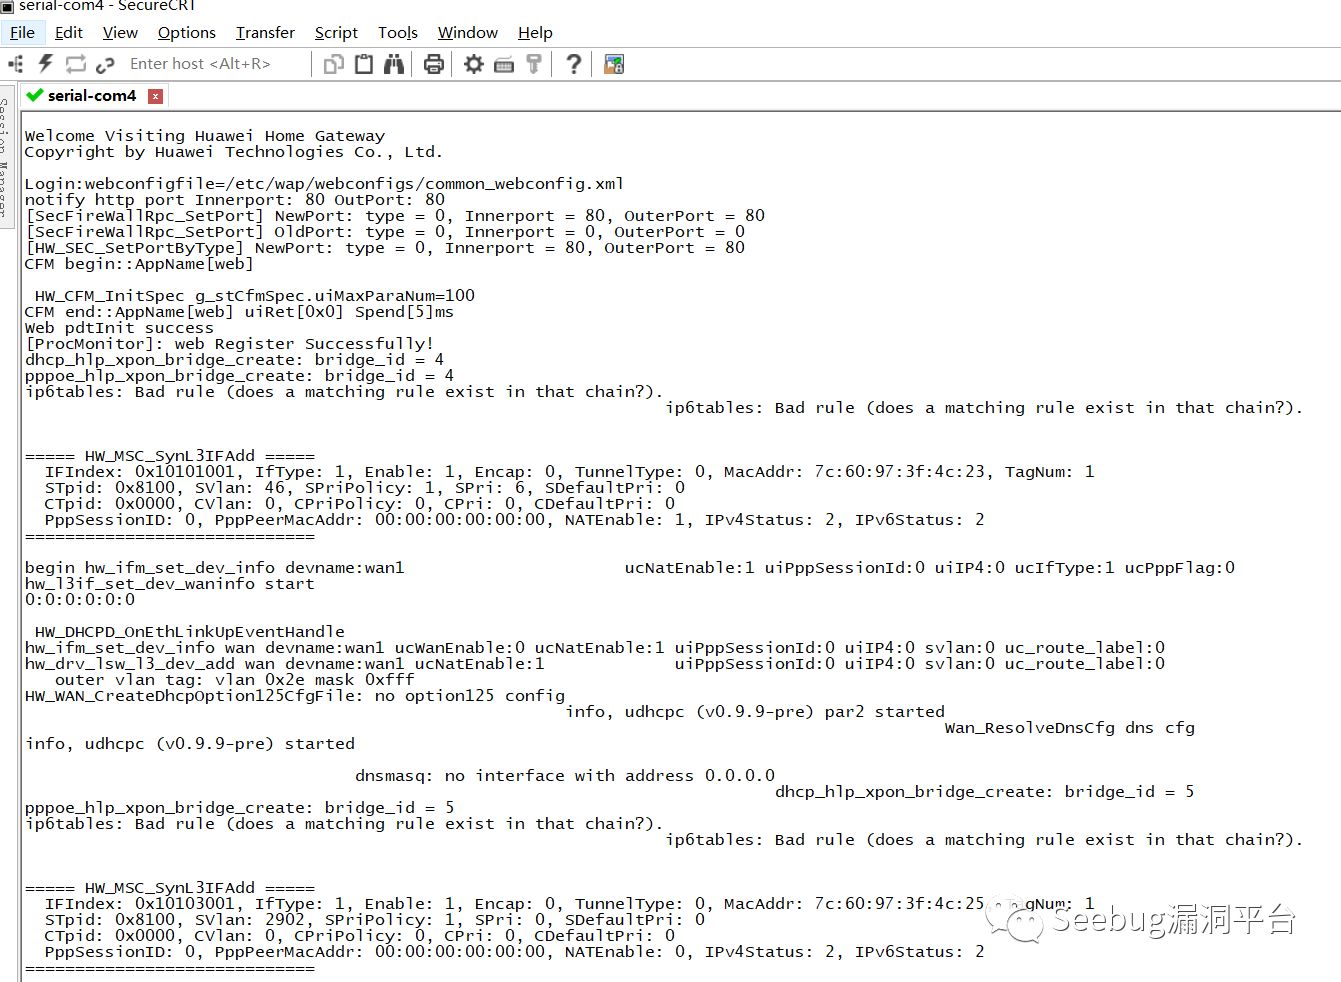 serial-com4 - SecureCRT
File Edit View Options Transfer Script Tools Window Help
Enter host <Alt+R>
serial-com4
Session Manager
Welcome Visiting Huawei Home Gateway
Copyright by Huawei Technologies Co., Ltd.
Login:webconfigfile=/etc/wap/webconfigs/common_webconfig.xml
notify http port Innerport: 80 OutPort: 80
[SecFireWallRpc_SetPort] NewPort: type = 0, Innerport = 80, OuterPort = 80
[SecFireWallRpc_SetPort] OldPort: type = 0, Innerport = 0, OuterPort = 0
[HW_SEC_SetPortByType] NewPort: type = 0, Innerport = 80, OuterPort = 80
CFM begin::AppName[web]
HW_CFM_InitSpec g_stCfmSpec.uiMaxParaNum=100
CFM end::AppName[web] uiRet[0x0] Spend[5]ms
Web pdtInit success
[ProcMonitor]: web Register Successfully!
dhcp_hlp_xpon_bridge_create: bridge_id = 4
pppoe_hlp_xpon_bridge_create: bridge_id = 4
ip6tables: Bad rule (does a matching rule exist in that chain?).
ip6tables: Bad rule (does a matching rule exist in that chain?).
===== HW_MSC_SynL3IFAdd =====
IFIndex: 0x10101001, IfType: 1, Enable: 1, Encap: 0, TunnelType: 0, MacAddr: 7c:60:97:3f:4c:23, TagNum: 1
STpid: 0x8100, SVlan: 46, SPriPolicy: 1, SPri: 6, SDefaultPri: 0
CTpid: 0x0000, CVlan: 0, CPriPolicy: 0, CPri: 0, CDefaultPri: 0
PppSessionID: 0, PppPeerMacAddr: 00:00:00:00:00:00, NATEnable: 1, IPv4Status: 2, IPv6Status: 2
=============================
begin hw_ifm_set_dev_info devname:wan1 ucNatEnable:1 uiPppSessionId:0 uiIP4:0 ucIfType:1 ucPppFlag:0
hw_l3if_set_dev_waninfo start
0:0:0:0:0:0
HW_DHCPD_OnEthLinkUpEventHandle
hw_ifm_set_dev_info wan devname:wan1 ucWanEnable:0 ucNatEnable:1 uiPppSessionId:0 uiIP4:0 svlan:0 uc_route_label:0
hw_drv_lsw_l3_dev_add wan devname:wan1 ucNatEnable:1 uiPppSessionId:0 uiIP4:0 svlan:0 uc_route_label:0
outer vlan tag: vlan 0x2e mask 0xfff
HW_WAN_CreateDhcpOption125CfgFile: no option125 config
info, udhcpc (v0.9.9-pre) par2 started
Wan_ResolveDnsCfg dns cfg
info, udhcpc (v0.9.9-pre) started
dnsmasq: no interface with address 0.0.0.0
dhcp_hlp_xpon_bridge_create: bridge_id = 5
pppoe_hlp_xpon_bridge_create: bridge_id = 5
ip6tables: Bad rule (does a matching rule exist in that chain?).
ip6tables: Bad rule (does a matching rule exist in that chain?).
===== HW_MSC_SynL3IFAdd =====
IFIndex: 0x10103001, IfType: 1, Enable: 1, Encap: 0, TunnelType: 0, MacAddr: 7c:60:97:3f:4c:25, TagNum: 1
STpid: 0x8100, SVlan: 2902, SPriPolicy: 1, SPri: 0, SDefaultPri: 0
CTpid: 0x0000, CVlan: 0, CPriPolicy: 0, CPri: 0, CDefaultPri: 0
PppSessionID: 0, PppPeerMacAddr: 00:00:00:00:00:00, NATEnable: 0, IPv4Status: 2, IPv6Status: 2
=============================
Seebug漏洞平台